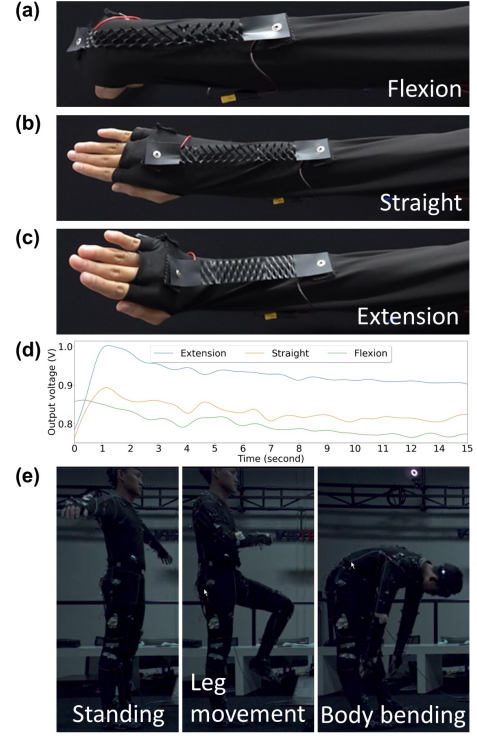 (a)
Flexion
(b)
Straight
(c)
Extension
(d)
Extension Straight Flexion
Output voltage (V)
1.0
0.9
0.8
0 1 2 3 4 5 6 7 8 9 10 11 12 13 14 15
Time (second)
(e)
Standing
Leg
movement
Body bending